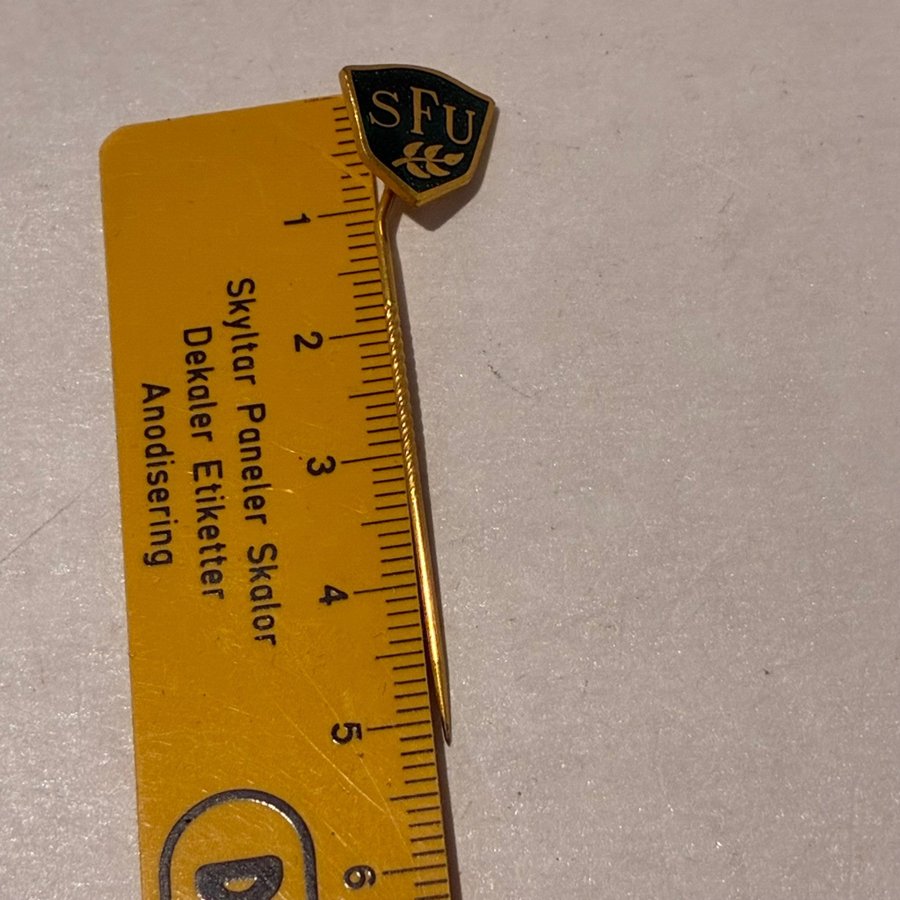 SFU
1
2
3
4
5
6
Skyltar Paneler Skalor
Dekaler Etiketter
Anodisering
D